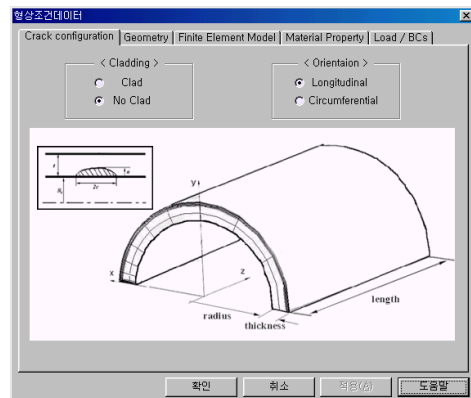 형상조건데이터
Crack configuration Geometry Finite Element Model Material Property Load / BCs
< Cladding > < Orientaion >
Clad Longitudinal
No Clad Circumferential
t a
2c
y
x z
radius thickness length
확인 취소 적용(A) 도움말